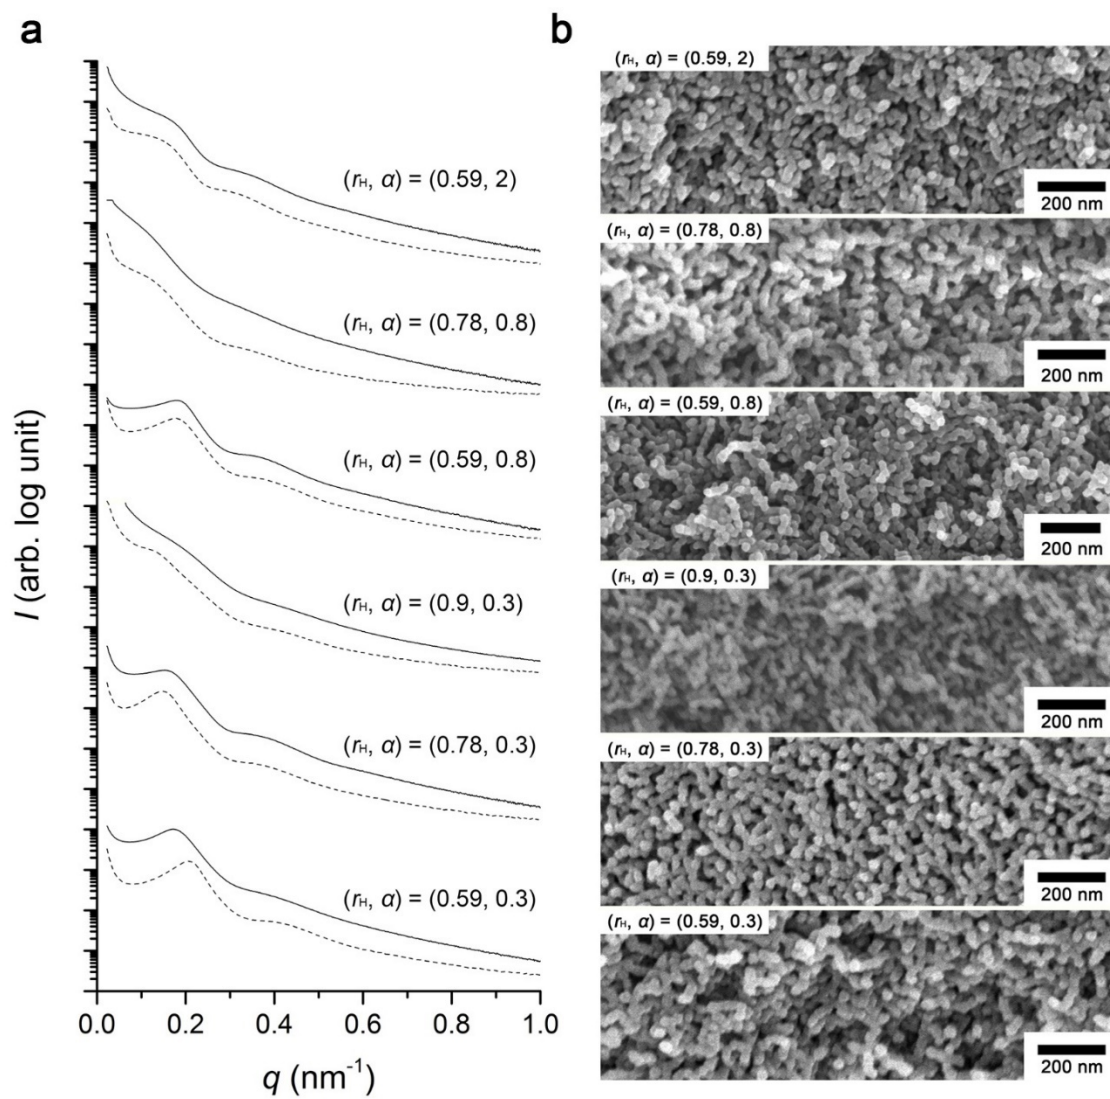 a
I (arb. log unit)
(rH, α) = (0.59, 2)
(rH, α) = (0.78, 0.8)
(rH, α) = (0.59, 0.8)
(rH, α) = (0.9, 0.3)
(rH, α) = (0.78, 0.3)
(rH, α) = (0.59, 0.3)
0.0 0.2 0.4 0.6 0.8 1.0
q (nm⁻¹)
b
(rH, α) = (0.59, 2)
200 nm
(rH, α) = (0.78, 0.8)
200 nm
(rH, α) = (0.59, 0.8)
200 nm
(rH, α) = (0.9, 0.3)
200 nm
(rH, α) = (0.78, 0.3)
200 nm
(rH, α) = (0.59, 0.3)
200 nm